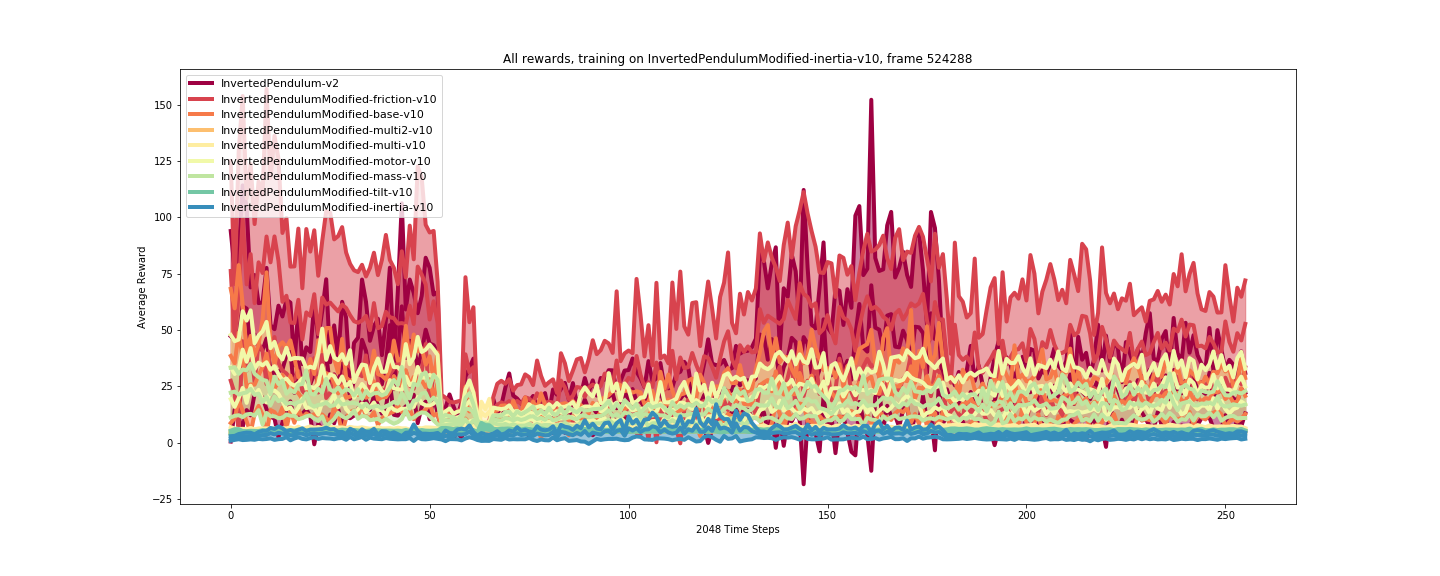 All rewards, training on InvertedPendulumModified-inertia-v10, frame 524288
InvertedPendulum-v2
InvertedPendulumModified-friction-v10
InvertedPendulumModified-base-v10
InvertedPendulumModified-multi2-v10
InvertedPendulumModified-multi-v10
InvertedPendulumModified-motor-v10
InvertedPendulumModified-mass-v10
InvertedPendulumModified-tilt-v10
InvertedPendulumModified-inertia-v10
Average Reward
150
125
100
75
50
25
0
−25
0 50 100 150 200 250
2048 Time Steps